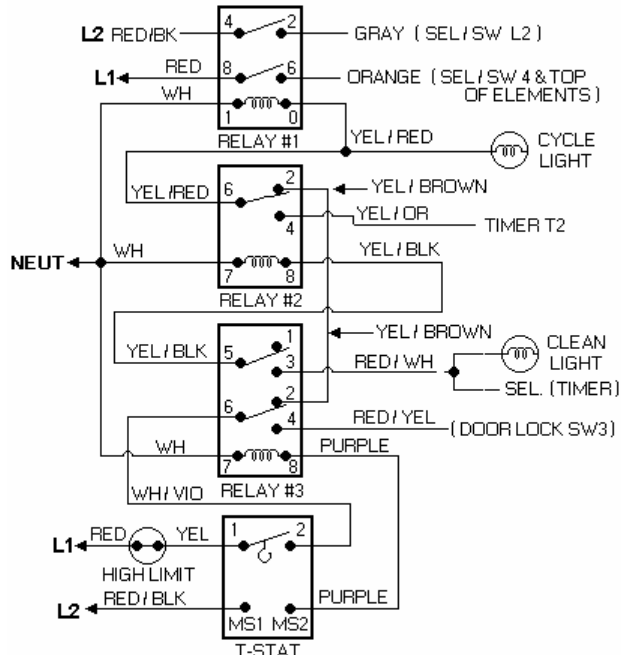 L2 RED/BK 4 2 GRAY ( SEL/ SW L2 )
L1 RED 8 6 ORANGE ( SEL / SW 4 & TOP
OF ELEMENTS )
WH 1 0
RELAY #1
YEL/RED
CYCLE
LIGHT
YEL/RED 6 2 YEL/ BROWN
4 YEL/OR TIMER T2
NEUT WH 7 8 YEL/ BLK
RELAY #2
YEL/ BROWN
YEL/BLK 5 1
3 RED / WH
CLEAN
LIGHT
SEL. (TIMER)
6 2
4 RED / YEL ( DOOR LOCK SW3 )
WH 7 8 PURPLE
RELAY #3
WH/ VIO
L1 RED YEL 1 2
HIGH LIMIT
L2 RED/ BLK MS1 MS2 PURPLE
T-STAT